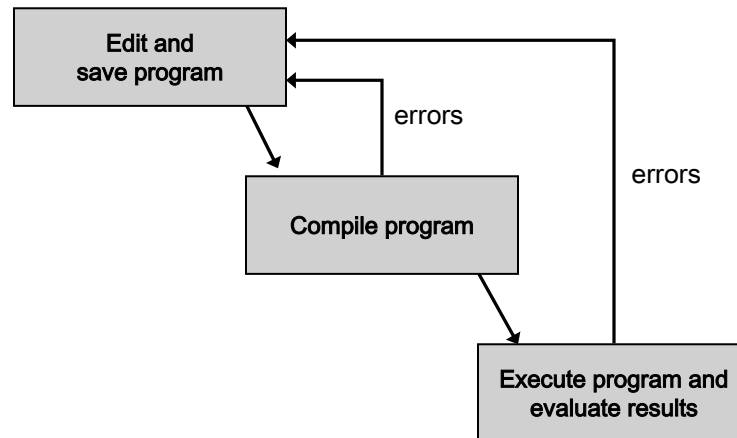 Edit and
save program
errors
errors
Compile program
Execute program and
evaluate results